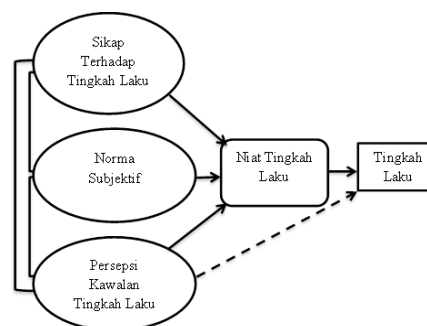 Sikap
Terhadap
Tingkah Laku
Norma
Subjektif
Niat Tingkah
Laku
Tingkah
Laku
Persepsi
Kawalan
Tingkah Laku